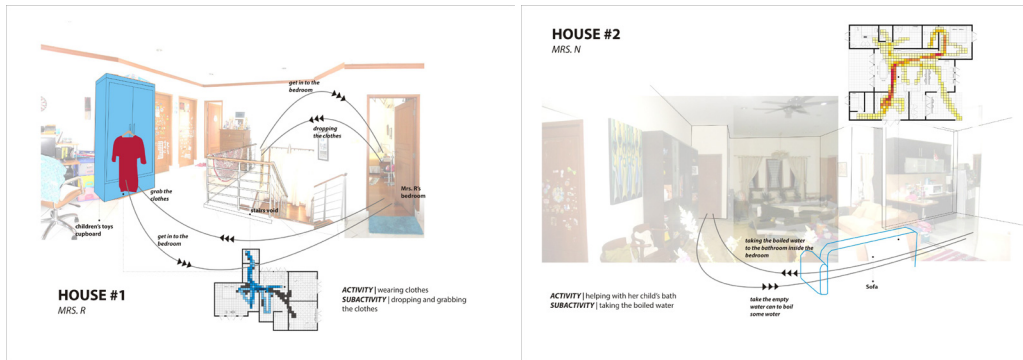 get in to the
bedroom
dropping
the clothes
grab the
clothes
Mrs. R's
bedroom
stairs void
children's toys
cupboard
get in to the
bedroom
HOUSE #1
MRS. R
ACTIVITY | wearing clothes
SUBACTIVITY | dropping and grabbing
the clothes
HOUSE #2
MRS. N
taking the boiled water
to the bathroom inside the
bedroom
Sofa
take the empty
water can to boil
some water
ACTIVITY | helping with her child's bath
SUBACTIVITY | taking the boiled water